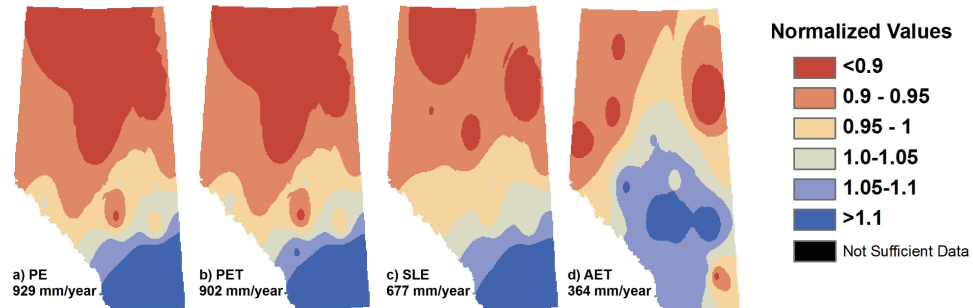 Normalized Values
<0.9
0.9 - 0.95
0.95 - 1
1.0-1.05
1.05-1.1
>1.1
Not Sufficient Data
a) PE
929 mm/year
b) PET
902 mm/year
c) SLE
677 mm/year
d) AET
364 mm/year